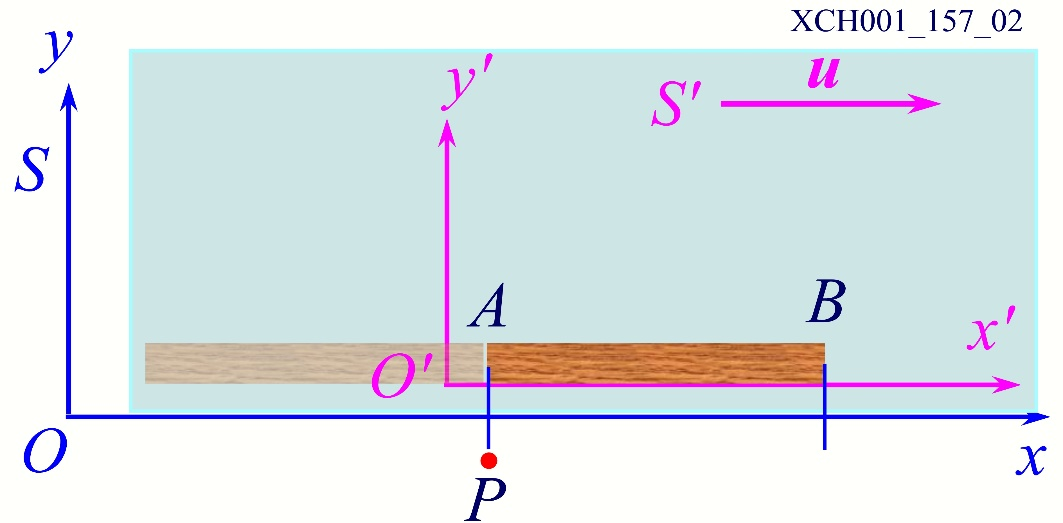 XCH001_157_02
y
y'
S'
u
S
A
B
x'
O'
O
x
P